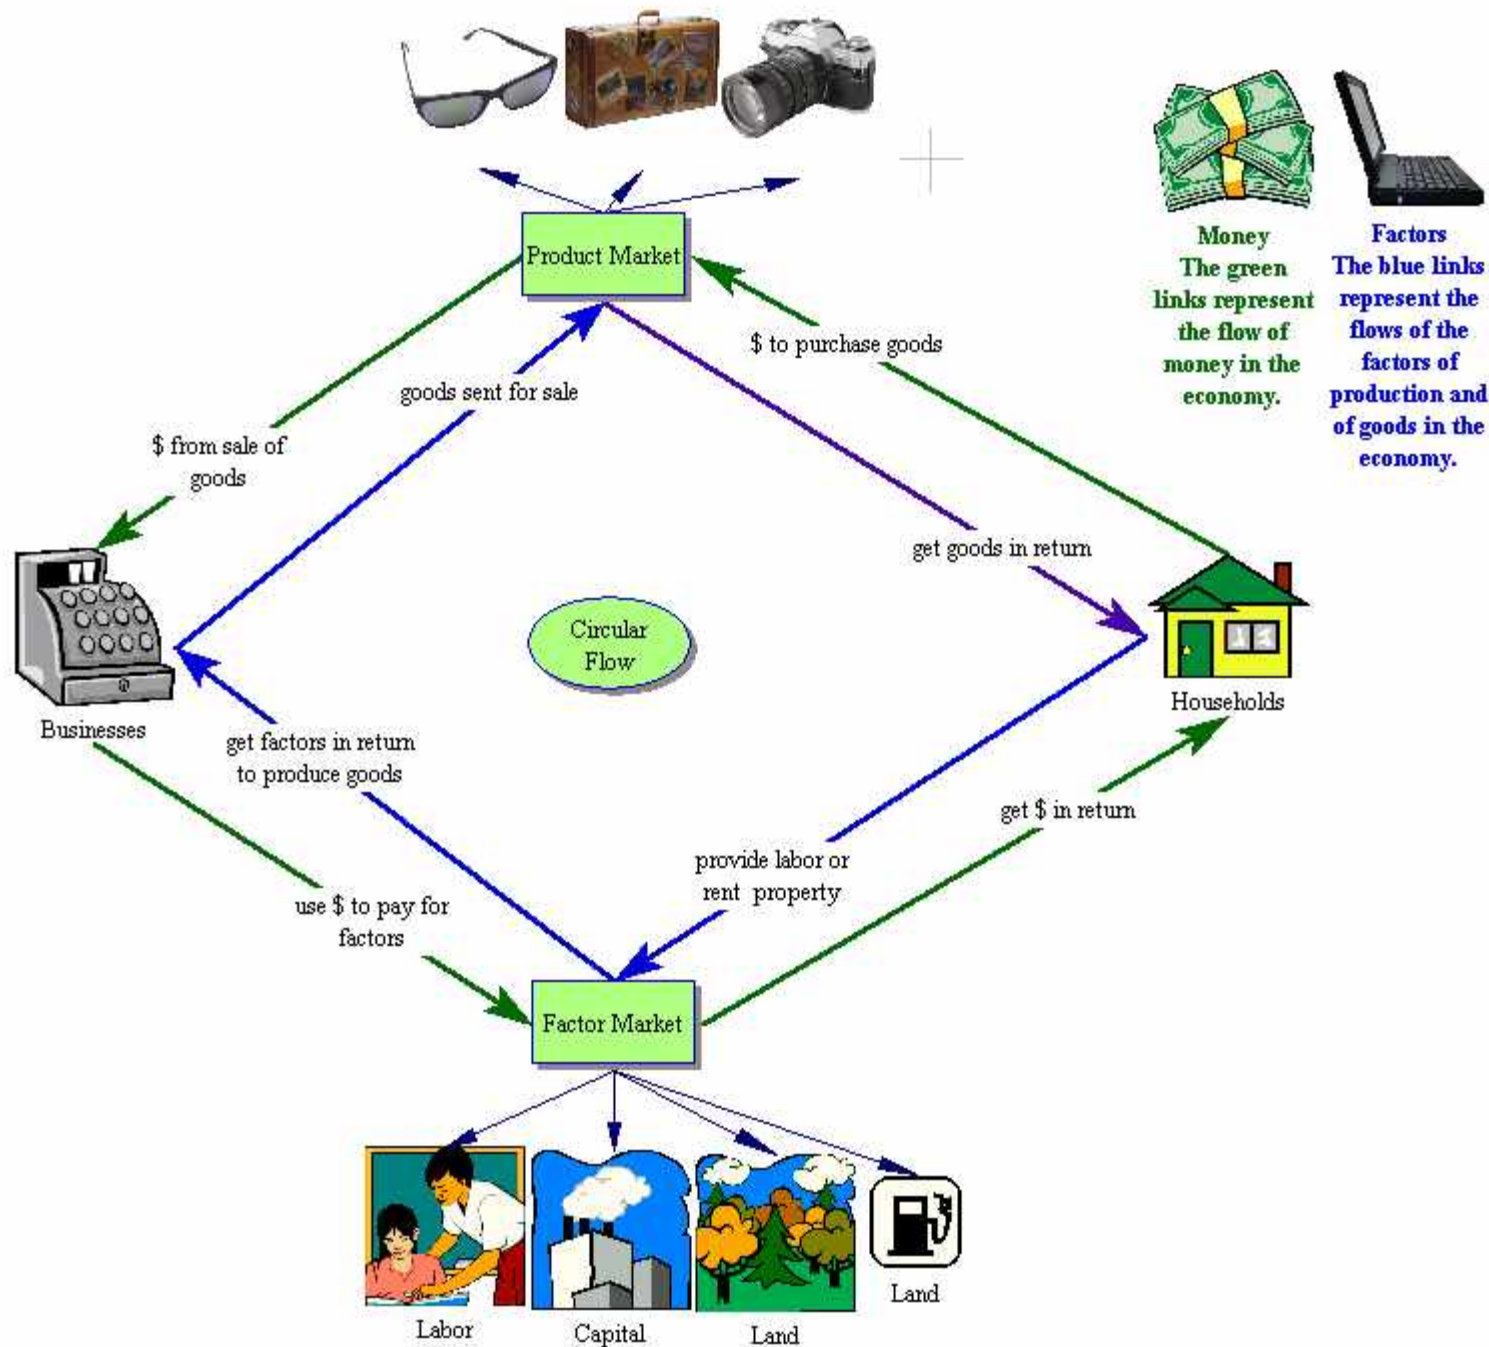 Product Market
Money
The green
links represent
the flow of
money in the
economy.
Factors
The blue links
represent the
flows of the
factors of
production and
of goods in the
economy.
$ to purchase goods
goods sent for sale
$ from sale of
goods
get goods in return
Circular
Flow
Households
Businesses
get factors in return
to produce goods
get $ in return
provide labor or
rent property
use $ to pay for
factors
Factor Market
Labor
Capital
Land
Land